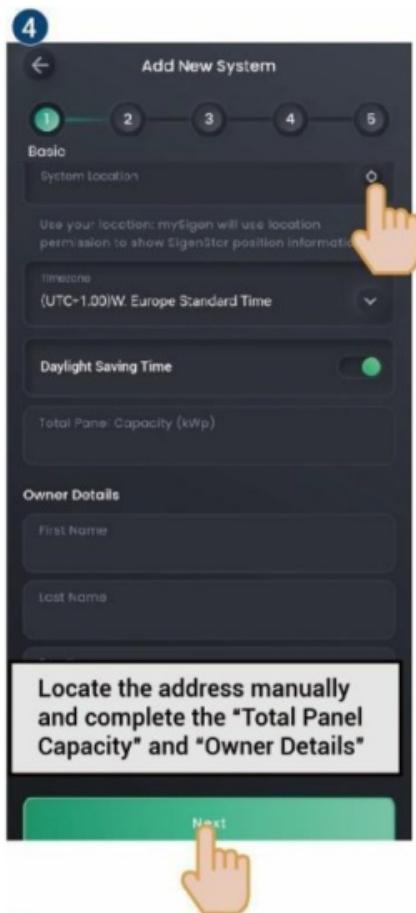 4
Add New System
1 2 3 4 5
Basic
System Location
Use your location: mySigen will use location
permission to show SigenStor position informatio
Timezone
(UTC+1.00)W. Europe Standard Time
Daylight Saving Time
Total Panel Capacity (kWp)
Owner Details
First Name
Last Name
Locate the address manually
and complete the “Total Panel
Capacity” and “Owner Details”
Next